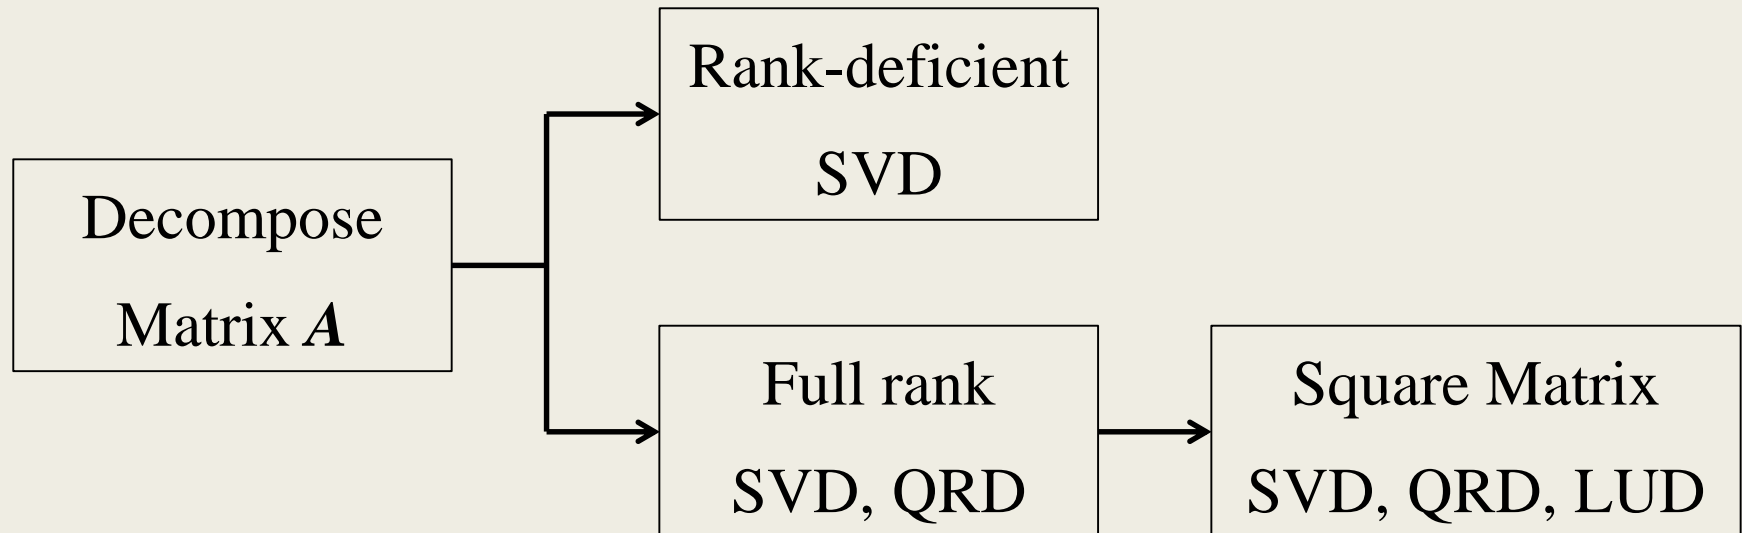 Rank-deficient
SVD
Decompose
Matrix A
Full rank
SVD, QRD
Square Matrix
SVD, QRD, LUD